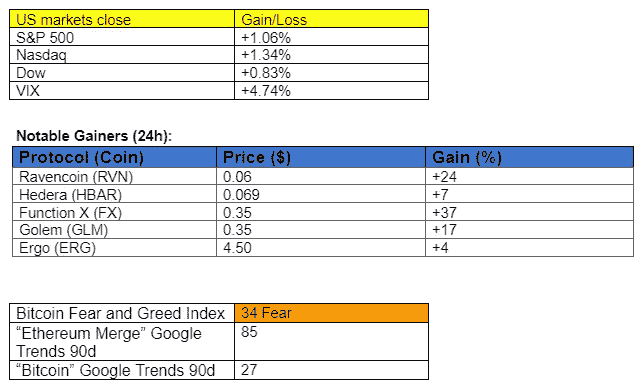 US markets close Gain/Loss
S&P 500 +1.06%
Nasdaq +1.34%
Dow +0.83%
VIX +4.74%
Notable Gainers (24h):
Protocol (Coin) Price ($) Gain (%)
Ravencoin (RVN) 0.06 +24
Hedera (HBAR) 0.069 +7
Function X (FX) 0.35 +37
Golem (GLM) 0.35 +17
Ergo (ERG) 4.50 +4
Bitcoin Fear and Greed Index 34 Fear
“Ethereum Merge” Google 85
Trends 90d
“Bitcoin” Google Trends 90d 27